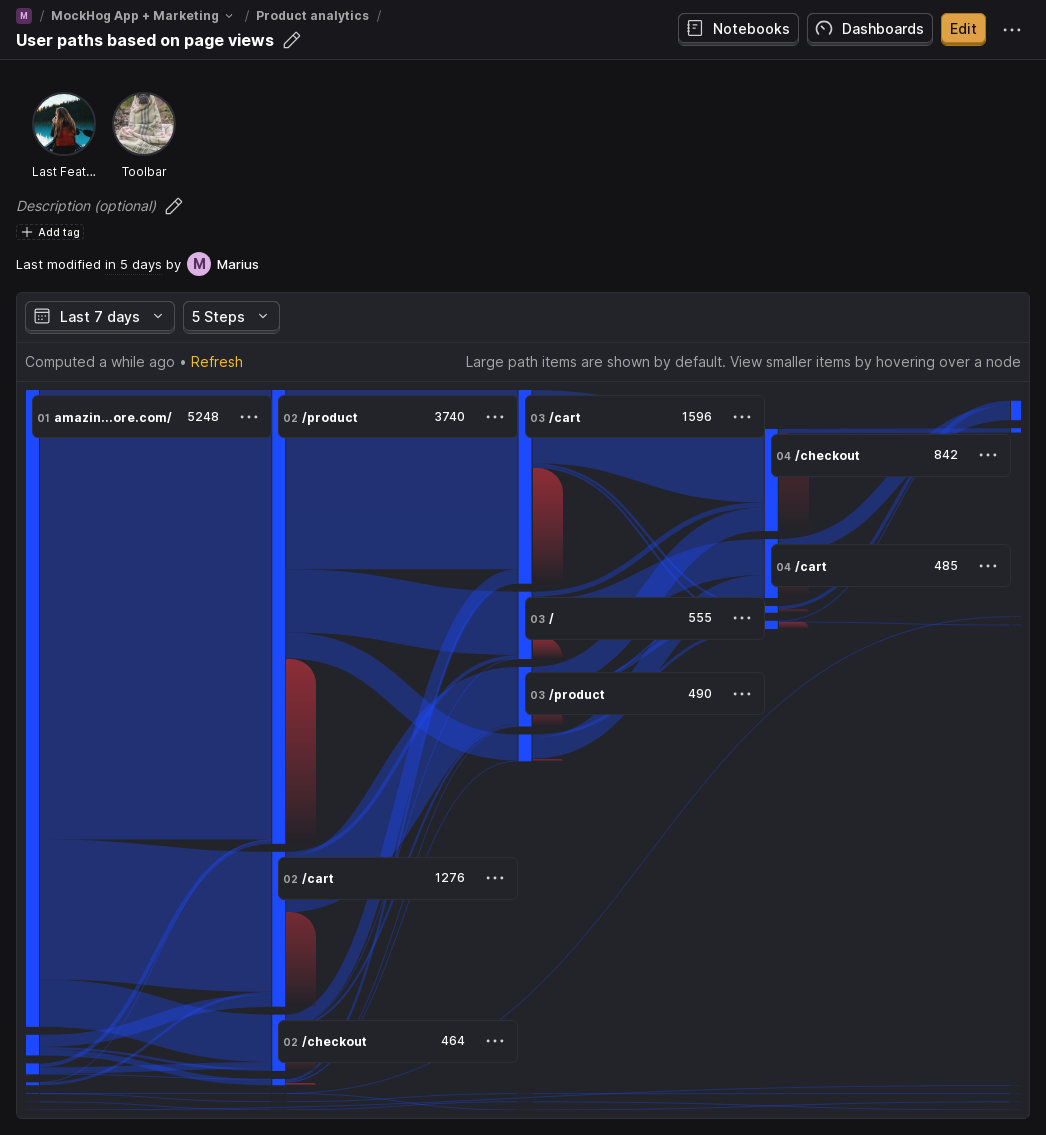 M / MockHog App + Marketing / Product analytics /
User paths based on page views
Notebooks
Dashboards
Edit
Last Feat...
Toolbar
Description (optional)
Add tag
Last modified in 5 days by M Marius
Last 7 days
5 Steps
Computed a while ago • Refresh
Large path items are shown by default. View smaller items by hovering over a node
01 amazin...ore.com/ 5248
02 /product 3740
03 /cart 1596
04 /checkout 842
04 /cart 485
03 / 555
03 /product 490
02 /cart 1276
02 /checkout 464